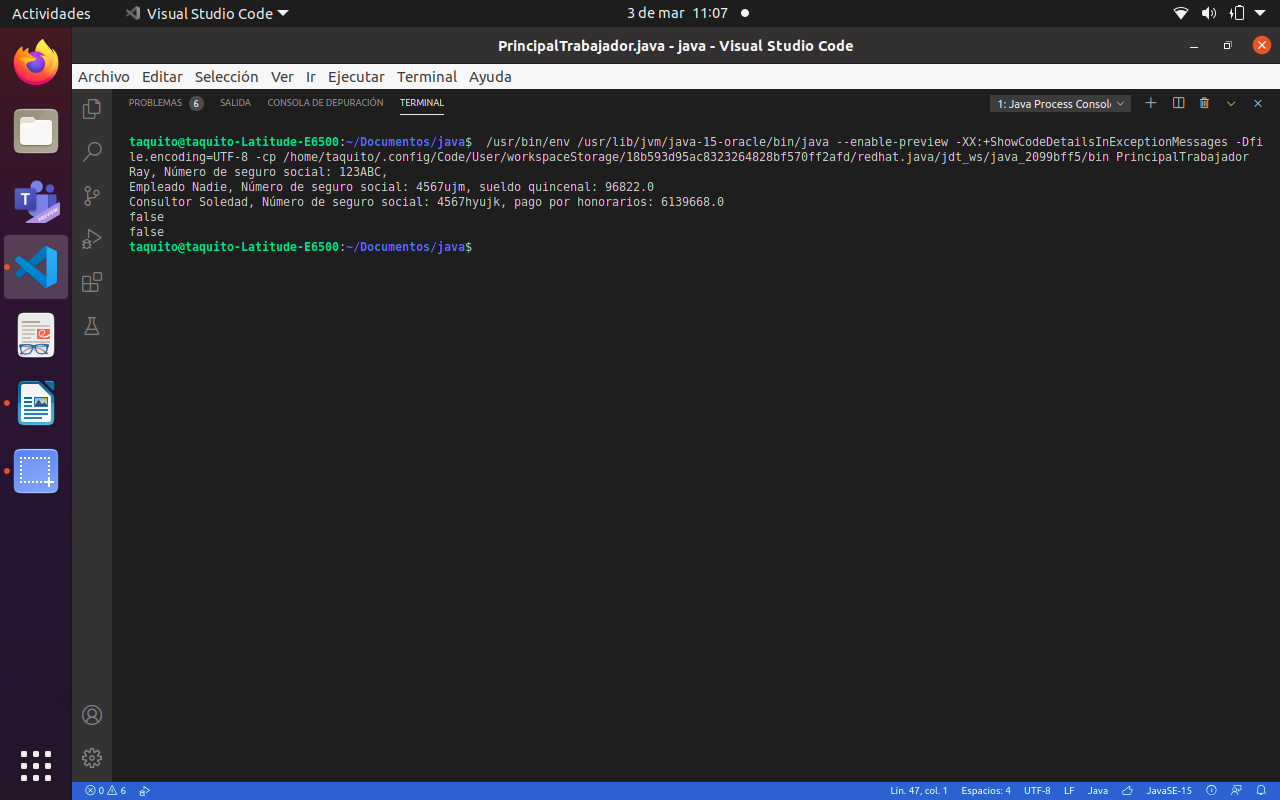 Actividades
Visual Studio Code
3 de mar 11:07
PrincipalTrabajador.java - java - Visual Studio Code
Archivo Editar Selección Ver Ir Ejecutar Terminal Ayuda
PROBLEMAS 6 SALIDA CONSOLA DE DEPURACIÓN TERMINAL
1: Java Process Consol
taquito@taquito-Latitude-E6500:~/Documentos/java$ /usr/bin/env /usr/lib/jvm/java-15-oracle/bin/java --enable-preview -XX:+ShowCodeDetailsInExceptionMessages -Dfi
le.encoding=UTF-8 -cp /home/taquito/.config/Code/User/workspaceStorage/18b593d95ac8323264828bf570ff2afd/redhat.java/jdt_ws/java_2099bff5/bin PrincipalTrabajador
Ray, Número de seguro social: 123ABC,
Empleado Nadie, Número de seguro social: 4567ujm, sueldo quincenal: 96822.0
Consultor Soledad, Número de seguro social: 4567hyujk, pago por honorarios: 6139668.0
false
false
taquito@taquito-Latitude-E6500:~/Documentos/java$
T
PREVIEW
0 6
Lín. 47, col. 1 Espacios: 4 UTF-8 LF Java JavaSE-15